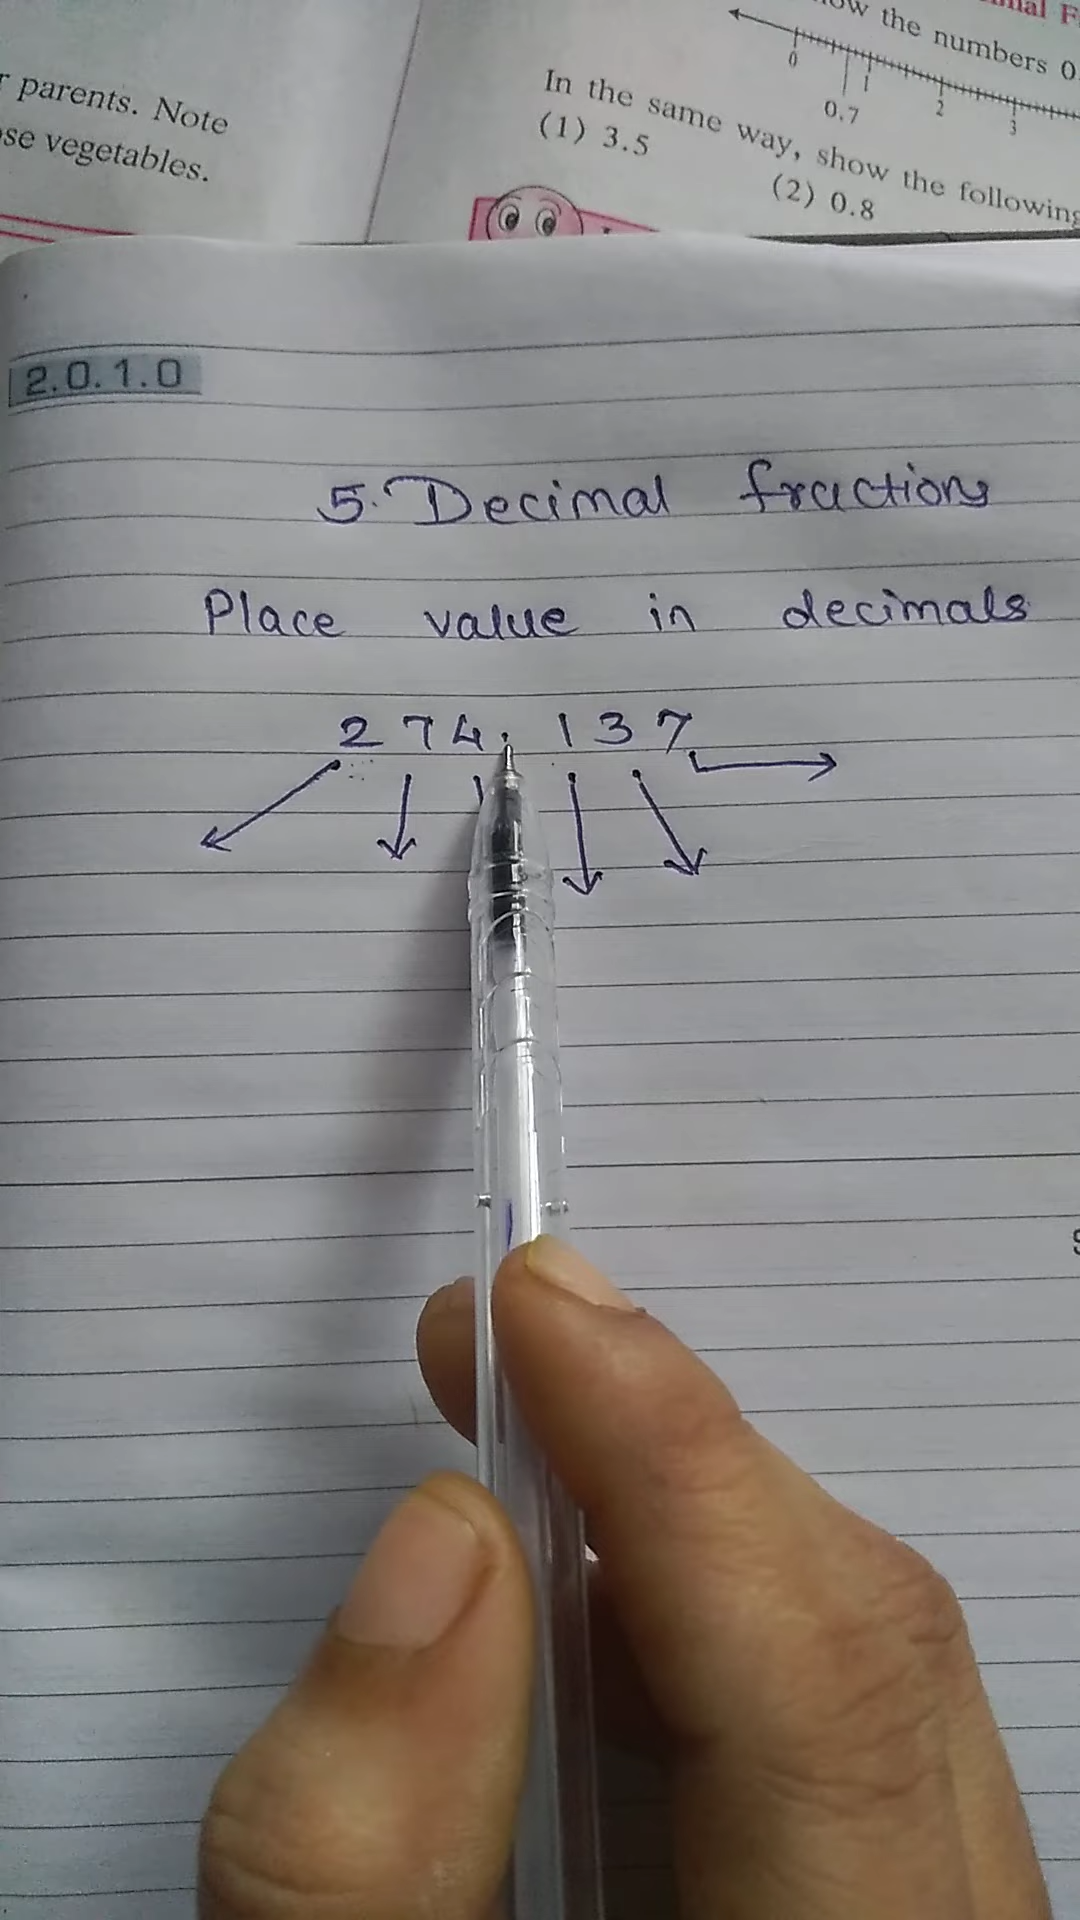 parents. Note
vegetables.
the numbers 0.
0 1 2 3
0.7
In the same way, show the following
(1) 3.5 (2) 0.8
2.0.1.0
5. Decimal fractions
Place value in decimals
274.137